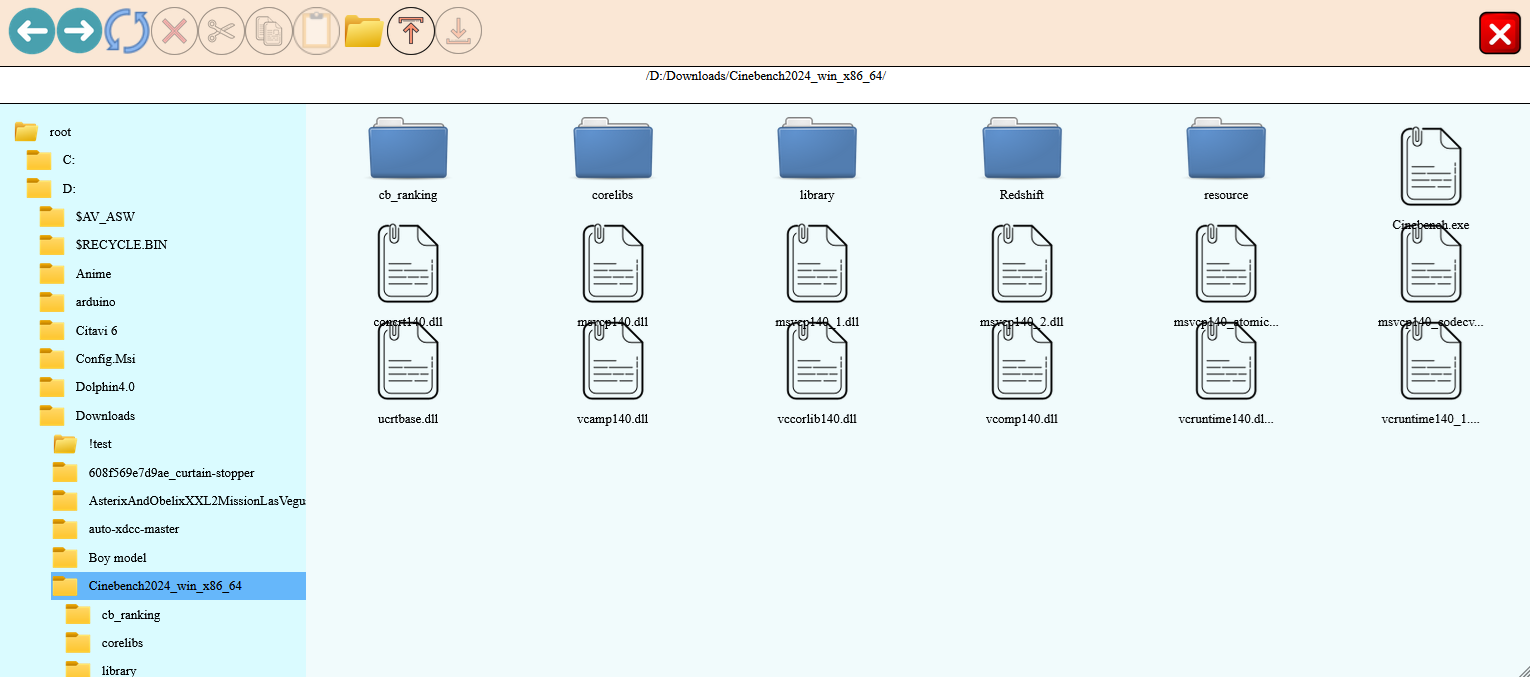 /D:/Downloads/Cinebench2024_win_x86_64/
root
C:
D:
$AV_ASW
$RECYCLE.BIN
Anime
arduino
Citavi 6
Config.Msi
Dolphin4.0
Downloads
!test
608f569e7d9ae_curtain-stopper
AsterixAndObelixXXL2MissionLasVegu
auto-xdcc-master
Boy model
Cinebench2024_win_x86_64
cb_ranking
corelibs
library
cb_ranking corelibs library Redshift resource
Cinebench.exe
concrt140.dll msvcp140.dll msvcp140_1.dll msvcp140_2.dll msvcp140_atomic... msvcp140_codecv...
ucrtbase.dll vcamp140.dll vccorlib140.dll vcomp140.dll vcruntime140.dl... vcruntime140_1....